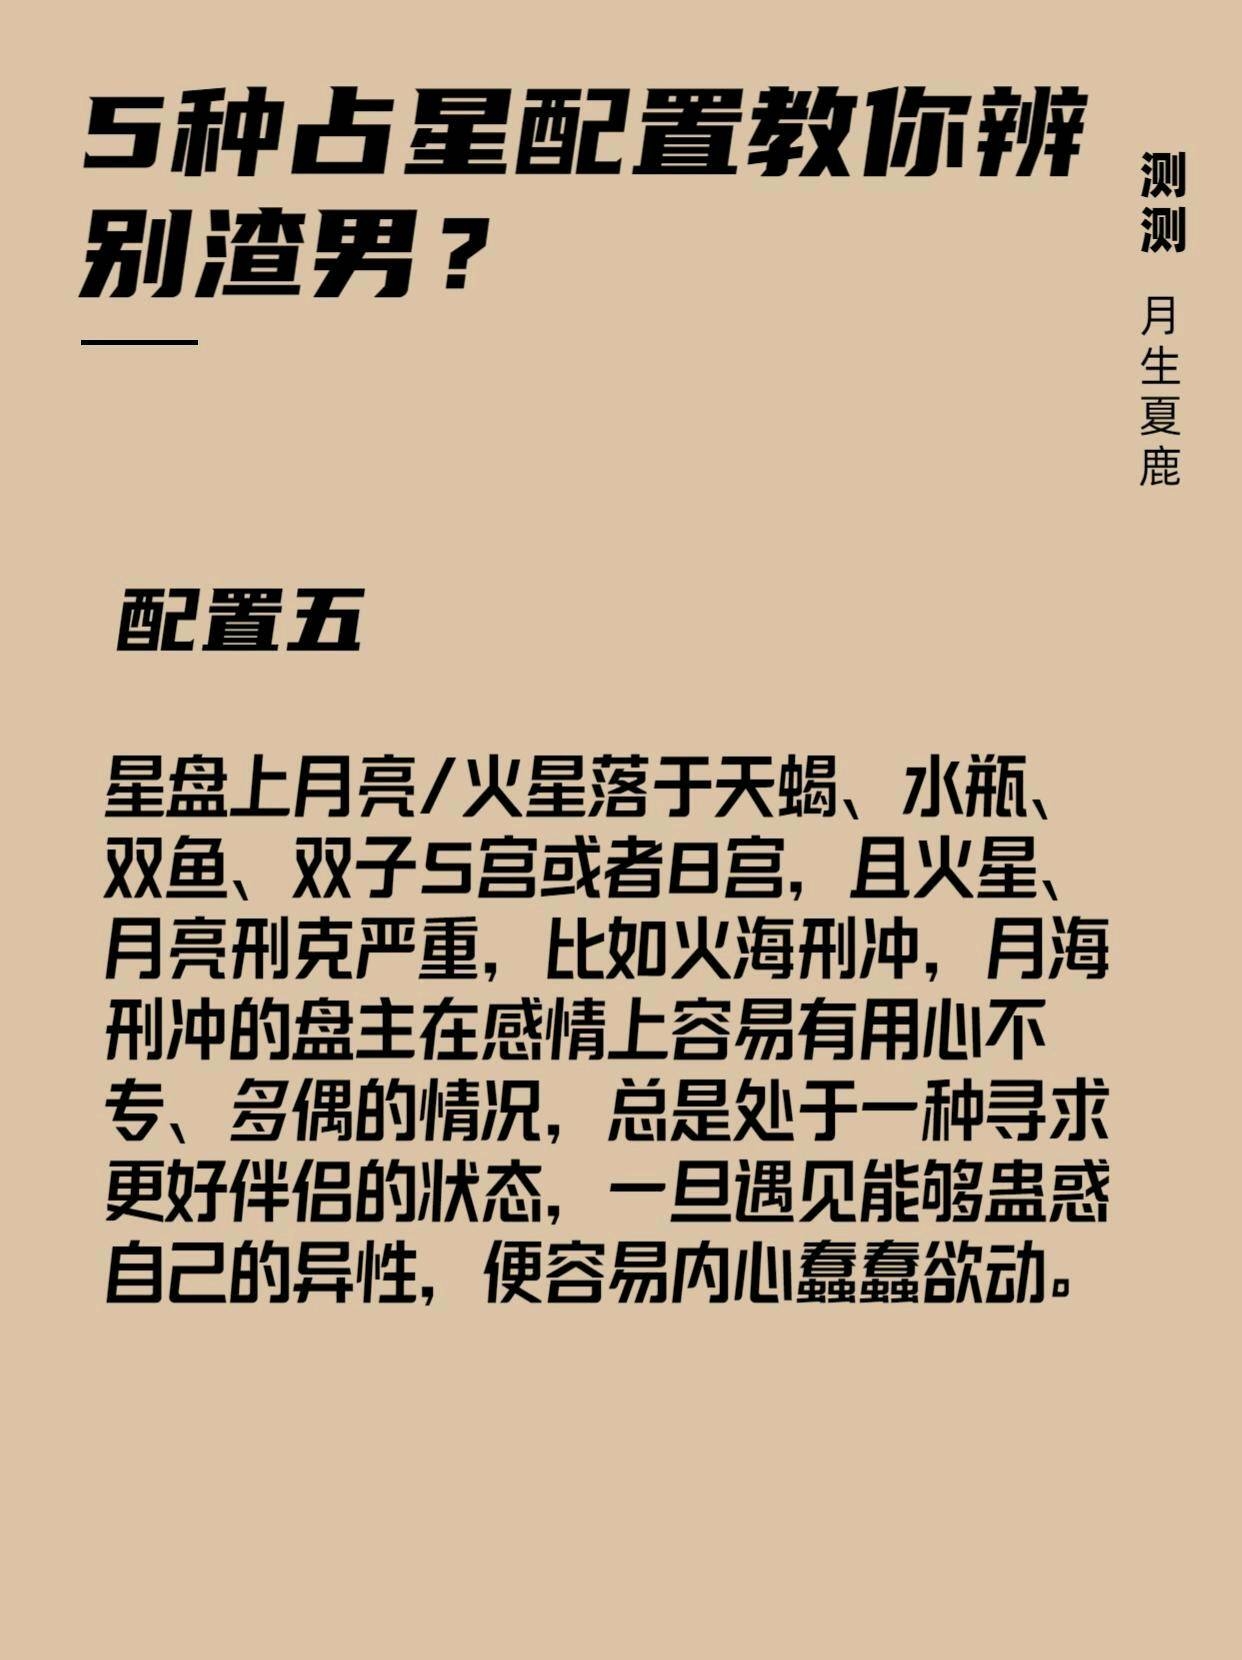 5种占星配置教你辨
别渣男？
测测
月生夏鹿
配置五
星盘上月亮/火星落于天蝎、水瓶、
双鱼、双子5宫或者8宫，且火星、
月亮刑克严重，比如火海刑冲，月海
刑冲的盘主在感情上容易有用心不
专、多偶的情况，总是处于一种寻求
更好伴侣的状态，一旦遇见能够蛊惑
自己的异性，便容易内心蠢蠢欲动。